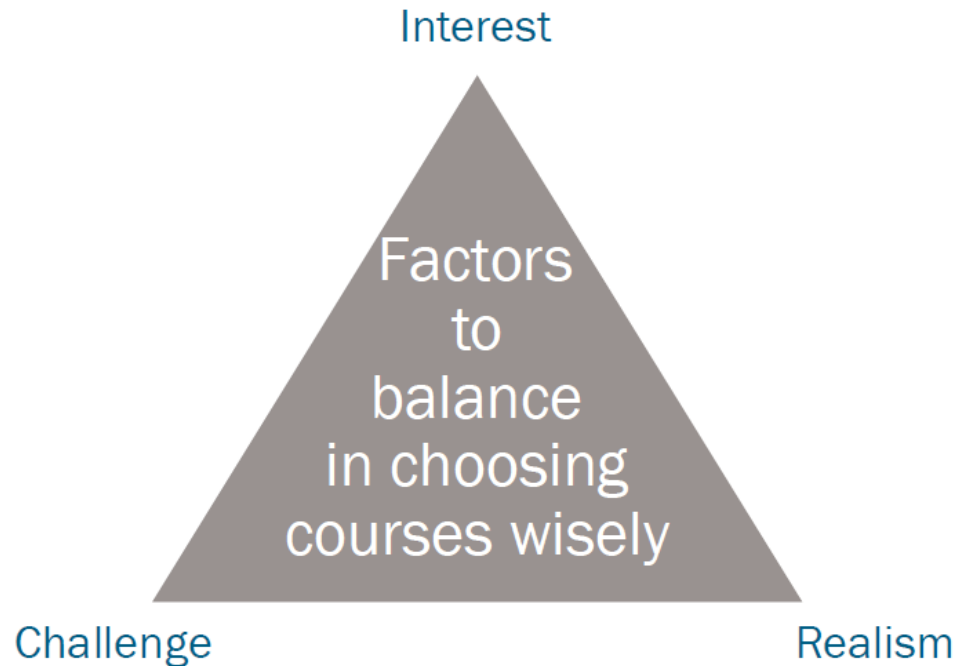 Interest
Factors
to
balance
in choosing
courses wisely
Challenge
Realism